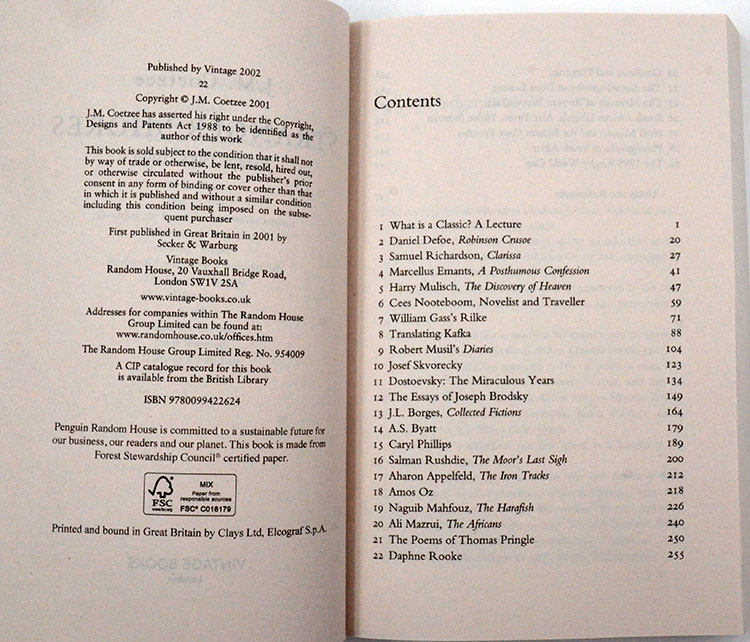 Published by Vintage 2002
22
Copyright © J.M. Coetzee 2001
J.M. Coetzee has asserted his right under the Copyright,
Designs and Patents Act 1988 to be identified as the
author of this work
This book is sold subject to the condition that it shall not
by way of trade or otherwise, be lent, resold, hired out,
or otherwise circulated without the publisher's prior
consent in any form of binding or cover other than that
in which it is published and without a similar condition
including this condition being imposed on the subse-
quent purchaser
First published in Great Britain in 2001 by
Secker & Warburg
Vintage Books
Random House, 20 Vauxhall Bridge Road,
London SW1V 2SA
www.vintage-books.co.uk
Addresses for companies within The Random House
Group Limited can be found at:
www.randomhouse.co.uk/offices.htm
The Random House Group Limited Reg. No. 954009
A CIP catalogue record for this book
is available from the British Library
ISBN 9780099422624
Penguin Random House is committed to a sustainable future for
our business, our readers and our planet. This book is made from
Forest Stewardship Council® certified paper.
FSC
www.fsc.org
MIX
Paper from
responsible sources
FSC® C018179
Printed and bound in Great Britain by Clays Ltd, Elcograf S.p.A.
Contents
1 What is a Classic? A Lecture 1
2 Daniel Defoe, Robinson Crusoe 20
3 Samuel Richardson, Clarissa 27
4 Marcellus Emants, A Posthumous Confession 41
5 Harry Mulisch, The Discovery of Heaven 47
6 Cees Nooteboom, Novelist and Traveller 59
7 William Gass's Rilke 71
8 Translating Kafka 88
9 Robert Musil's Diaries 104
10 Josef Skvorecky 123
11 Dostoevsky: The Miraculous Years 134
12 The Essays of Joseph Brodsky 149
13 J.L. Borges, Collected Fictions 164
14 A.S. Byatt 179
15 Caryl Phillips 189
16 Salman Rushdie, The Moor's Last Sigh 200
17 Aharon Appelfeld, The Iron Tracks 212
18 Amos Oz 218
19 Naguib Mahfouz, The Harafish 226
20 Ali Mazrui, The Africans 240
21 The Poems of Thomas Pringle 250
22 Daphne Rooke 255